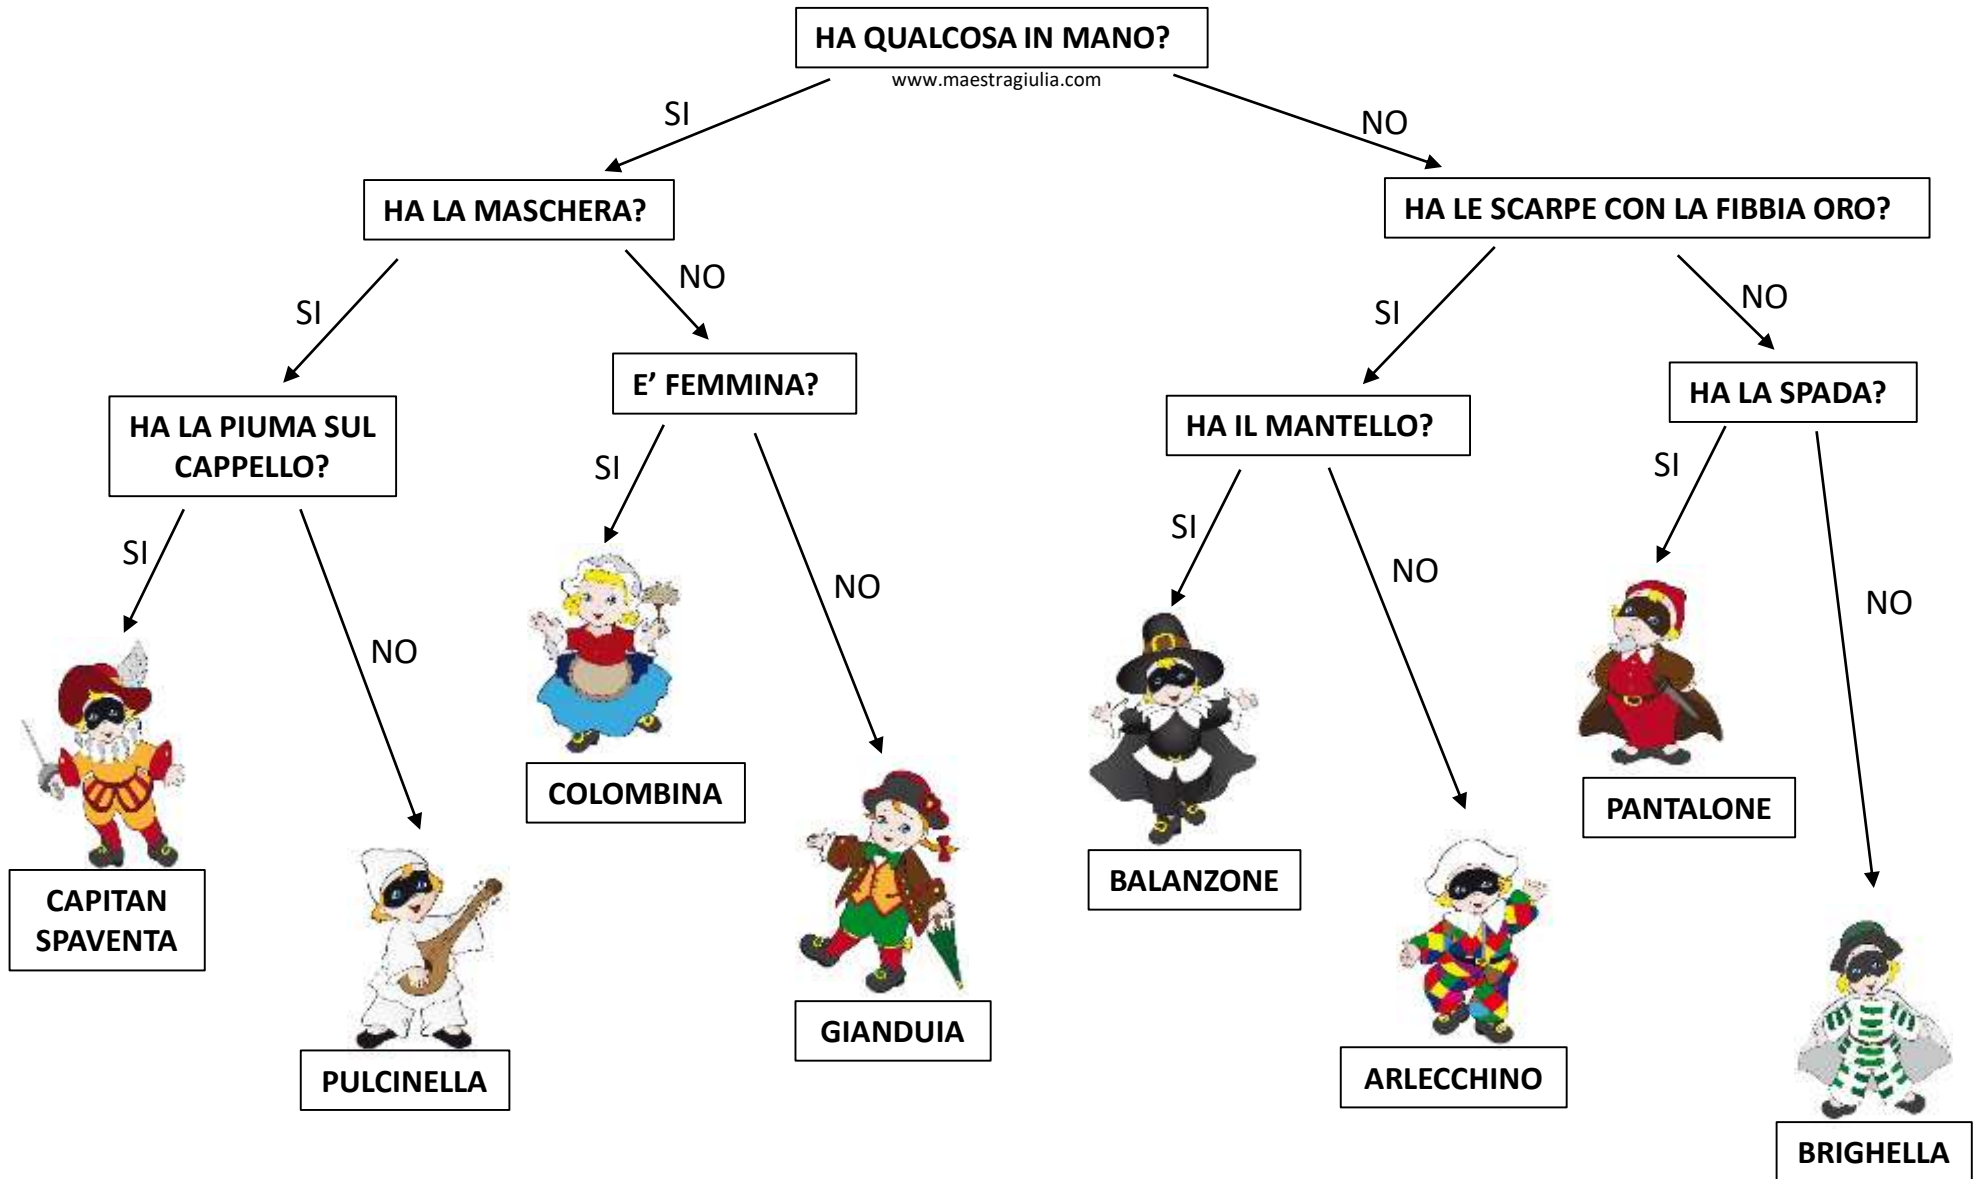 HA QUALCOSA IN MANO?
www.maestragiulia.com
SI
NO
HA LA MASCHERA?
HA LE SCARPE CON LA FIBBIA ORO?
SI
NO
SI
NO
HA LA PIUMA SUL
CAPPELLO?
E’ FEMMINA?
HA IL MANTELLO?
HA LA SPADA?
SI
NO
SI
NO
SI
NO
SI
NO
CAPITAN
SPAVENTA
PULCINELLA
COLOMBINA
GIANDUIA
BALANZONE
ARLECCHINO
PANTALONE
BRIGHELLA